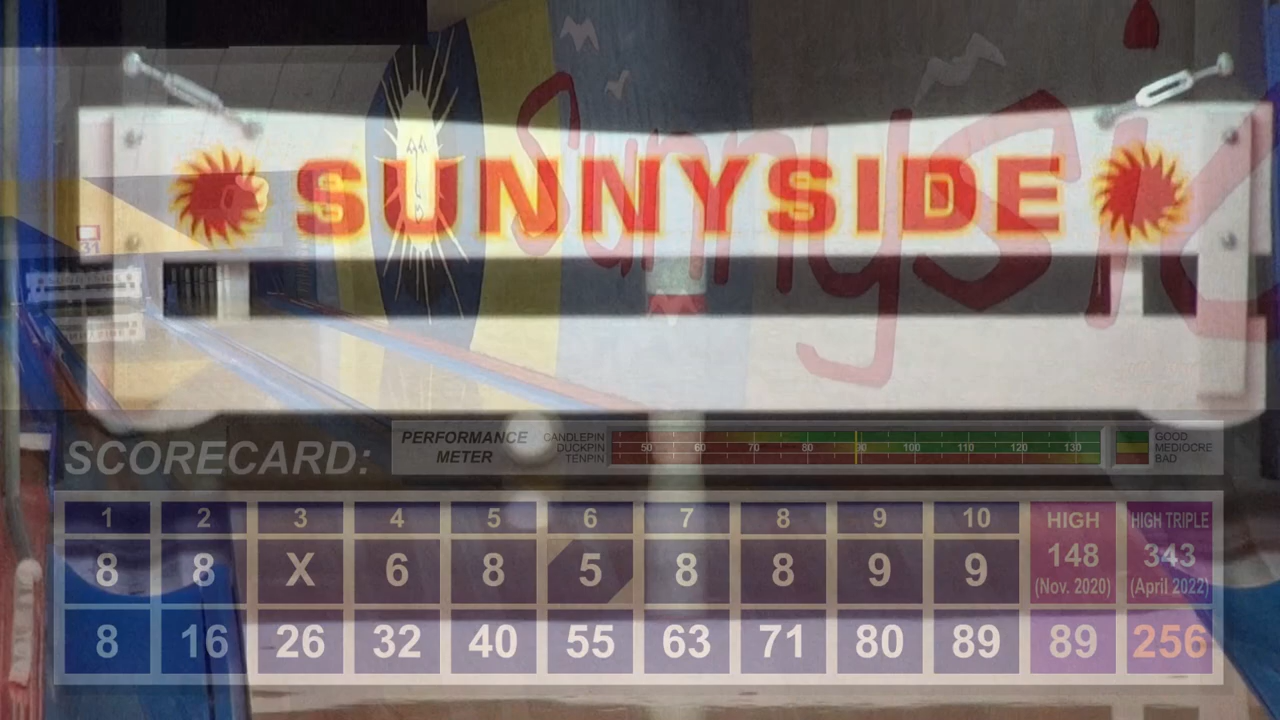 SUNNYSIDE
Sunnysi
31
SCORECARD:
PERFORMANCE
METER
CANDLEPIN
DUCKPIN
TENPIN
50 60 70 80 90 100 110 120 130
GOOD
MEDIOCRE
BAD
1 2 3 4 5 6 7 8 9 10 HIGH HIGH TRIPLE
8 8 X 6 8 5 8 8 9 9 148 343
(Nov. 2020) (April 2022)
8 16 26 32 40 55 63 71 80 89 89 256